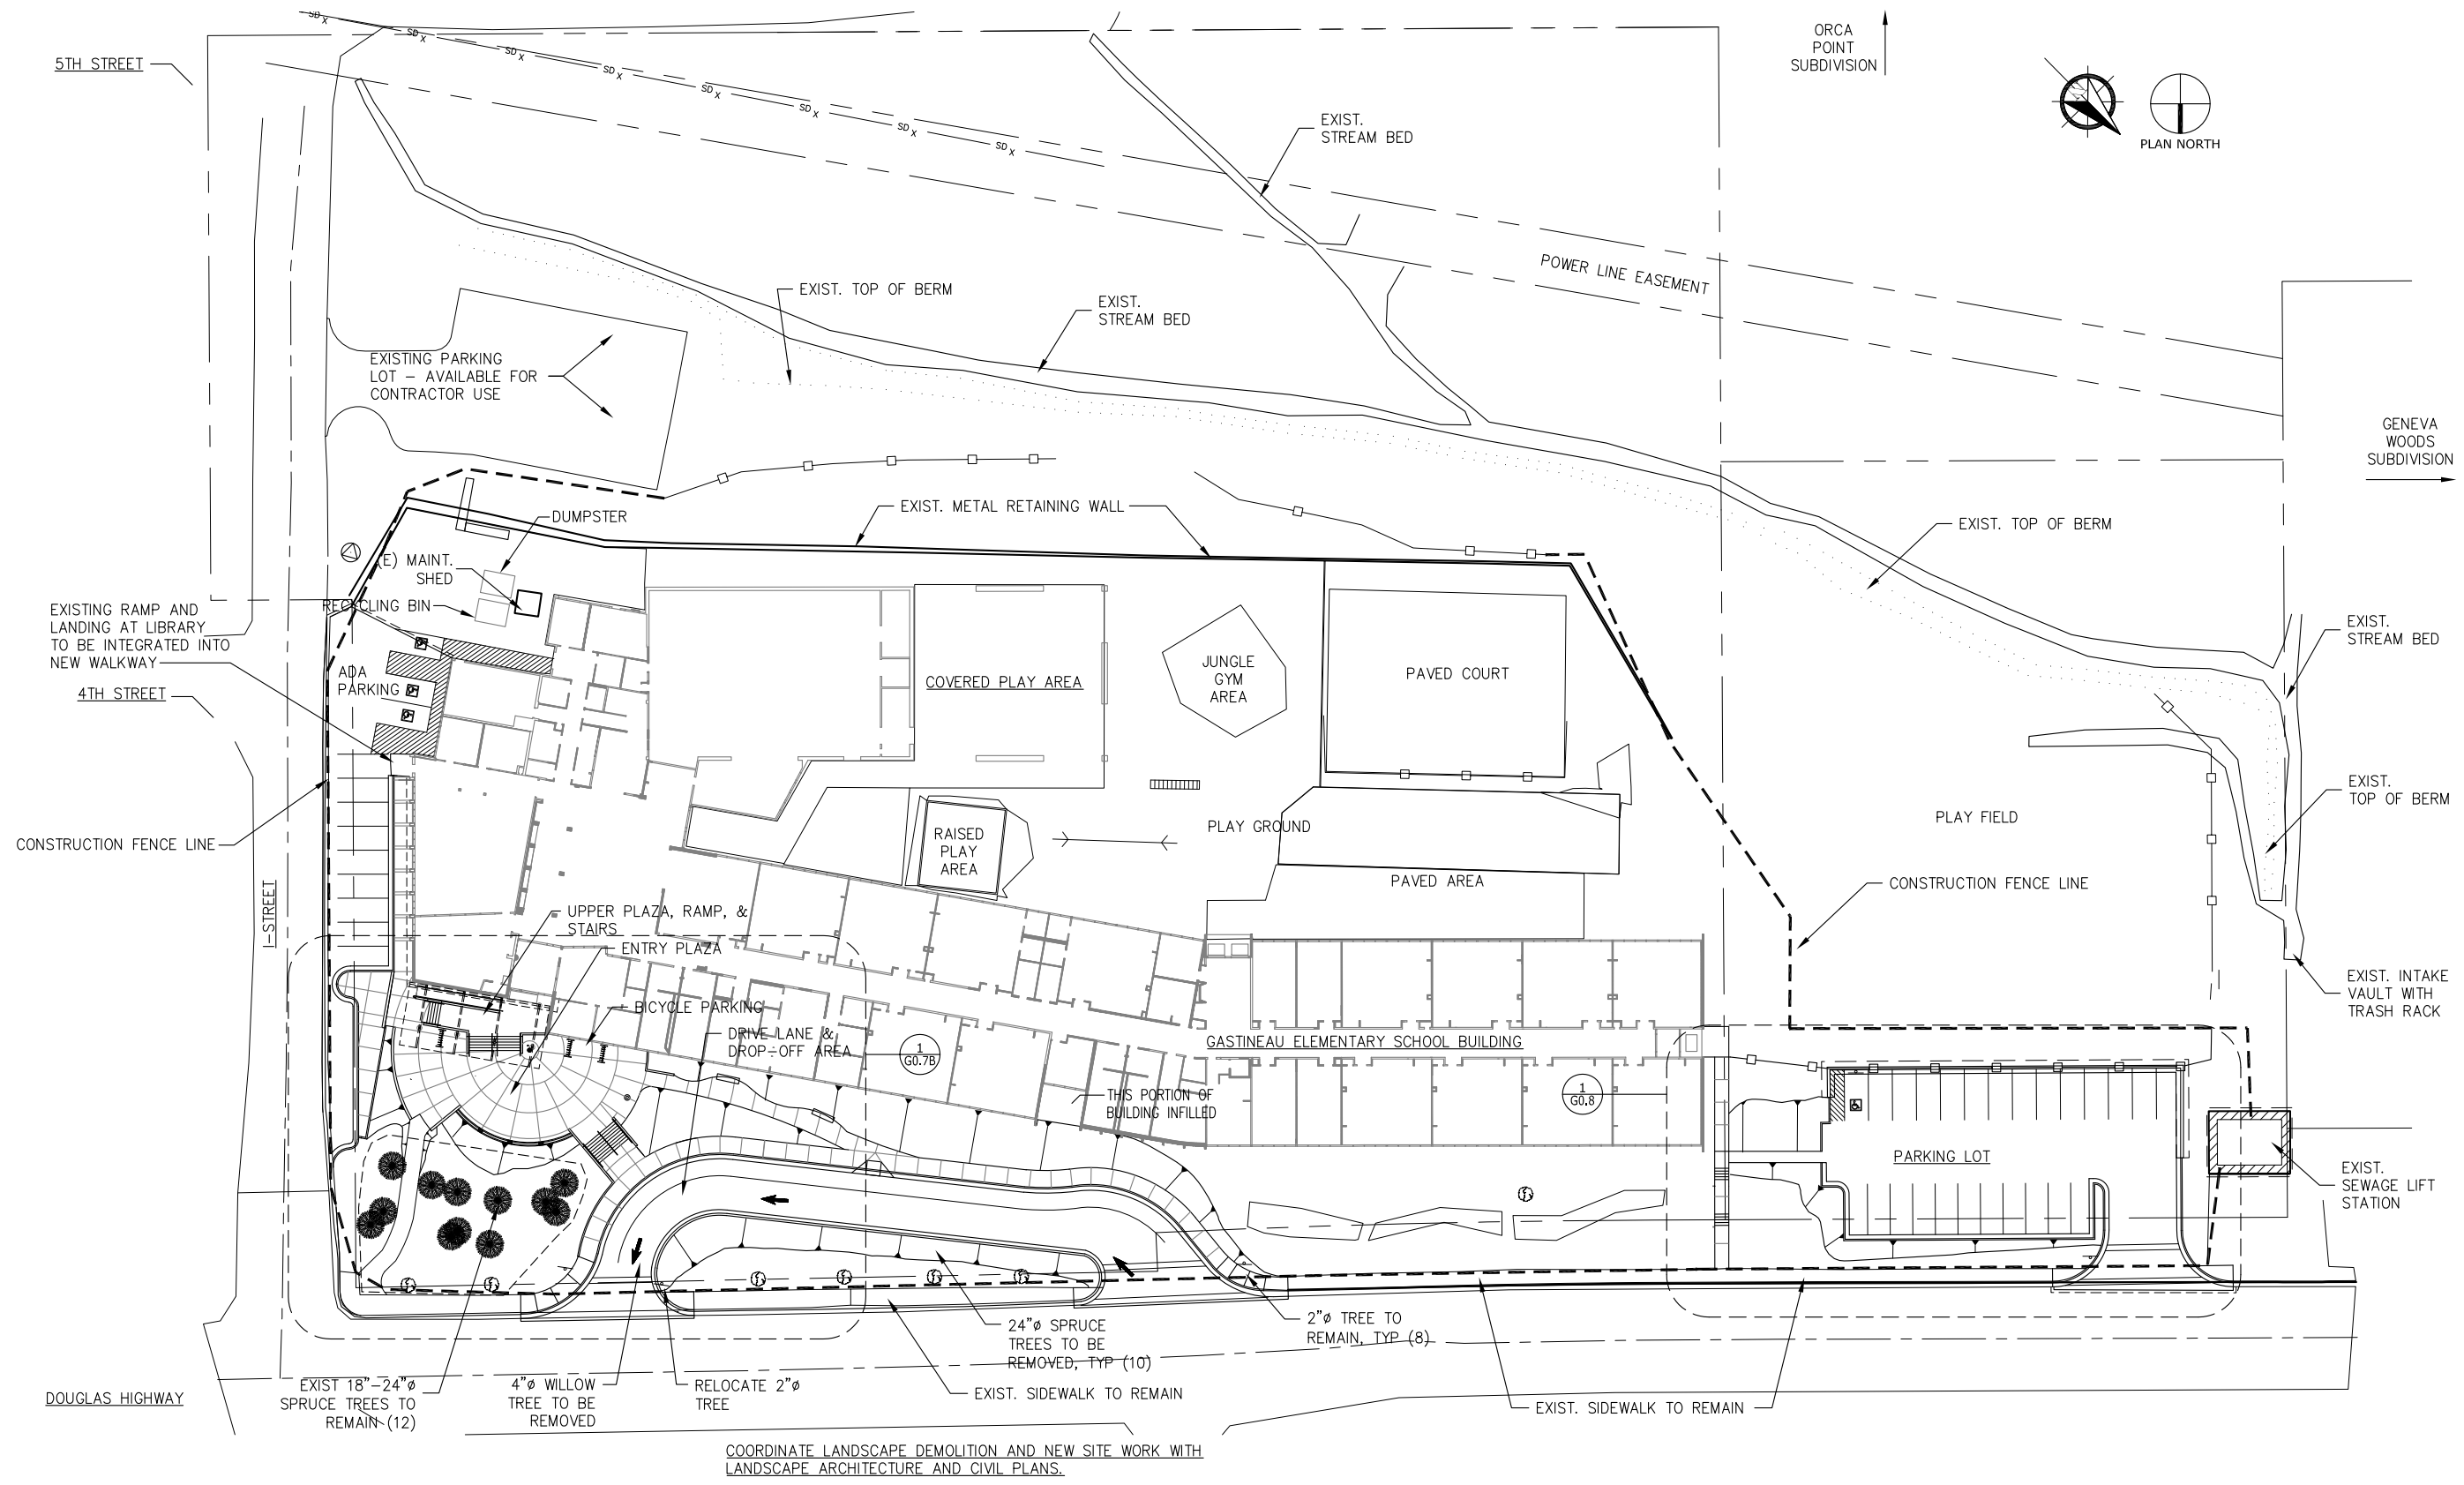 SD X
SD X
SD X
SD X
SD X
SD X
SD X
SD X
5TH STREET
ORCA
POINT
SUBDIVISION
PLAN NORTH
EXIST.
STREAM BED
POWER LINE EASEMENT
EXIST. TOP OF BERM
EXIST.
STREAM BED
EXISTING PARKING
LOT – AVAILABLE FOR
CONTRACTOR USE
GENEVA
WOODS
SUBDIVISION
DUMPSTER
EXIST. METAL RETAINING WALL
EXIST. TOP OF BERM
(E) MAINT.
SHED
RECYCLING BIN
EXISTING RAMP AND
LANDING AT LIBRARY
TO BE INTEGRATED INTO
NEW WALKWAY
ADA
PARKING
4TH STREET
COVERED PLAY AREA
JUNGLE
GYM
AREA
PAVED COURT
EXIST.
STREAM BED
EXIST.
TOP OF BERM
CONSTRUCTION FENCE LINE
RAISED
PLAY
AREA
PLAY GROUND
PLAY FIELD
PAVED AREA
CONSTRUCTION FENCE LINE
I-STREET
UPPER PLAZA, RAMP, &
STAIRS
ENTRY PLAZA
BICYCLE PARKING
DRIVE LANE &
DROP-OFF AREA
1
G0.7B
GASTINEAU ELEMENTARY SCHOOL BUILDING
EXIST. INTAKE
VAULT WITH
TRASH RACK
THIS PORTION OF
BUILDING INFILLED
1
G0.8
PARKING LOT
EXIST.
SEWAGE LIFT
STATION
24"ø SPRUCE
TREES TO BE
REMOVED, TYP (10)
2"ø TREE TO
REMAIN, TYP (8)
DOUGLAS HIGHWAY
EXIST 18"–24"ø
SPRUCE TREES TO
REMAIN (12)
4"ø WILLOW
TREE TO BE
REMOVED
RELOCATE 2"ø
TREE
EXIST. SIDEWALK TO REMAIN
EXIST. SIDEWALK TO REMAIN
COORDINATE LANDSCAPE DEMOLITION AND NEW SITE WORK WITH
LANDSCAPE ARCHITECTURE AND CIVIL PLANS.